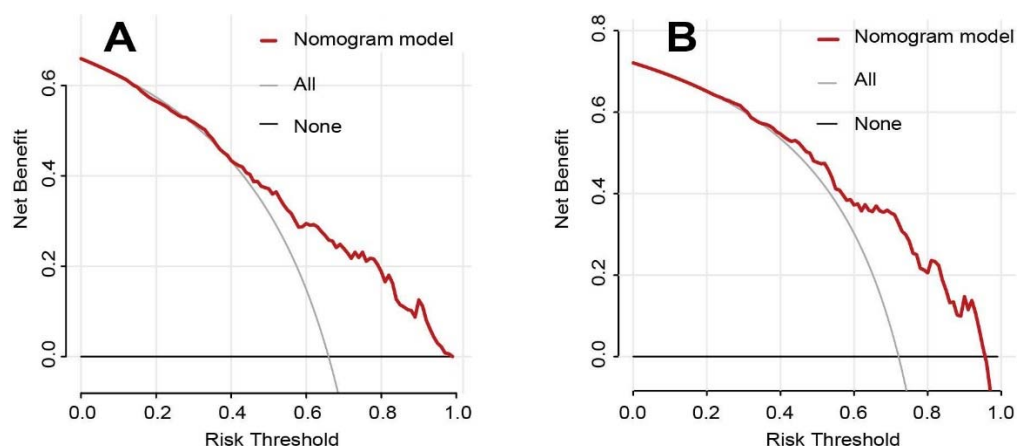 A
Nomogram model
All
None
Net Benefit
0.6
0.4
0.2
0.0
0.0 0.2 0.4 0.6 0.8 1.0
Risk Threshold
B
Nomogram model
All
None
Net Benefit
0.8
0.6
0.4
0.2
0.0
0.0 0.2 0.4 0.6 0.8 1.0
Risk Threshold